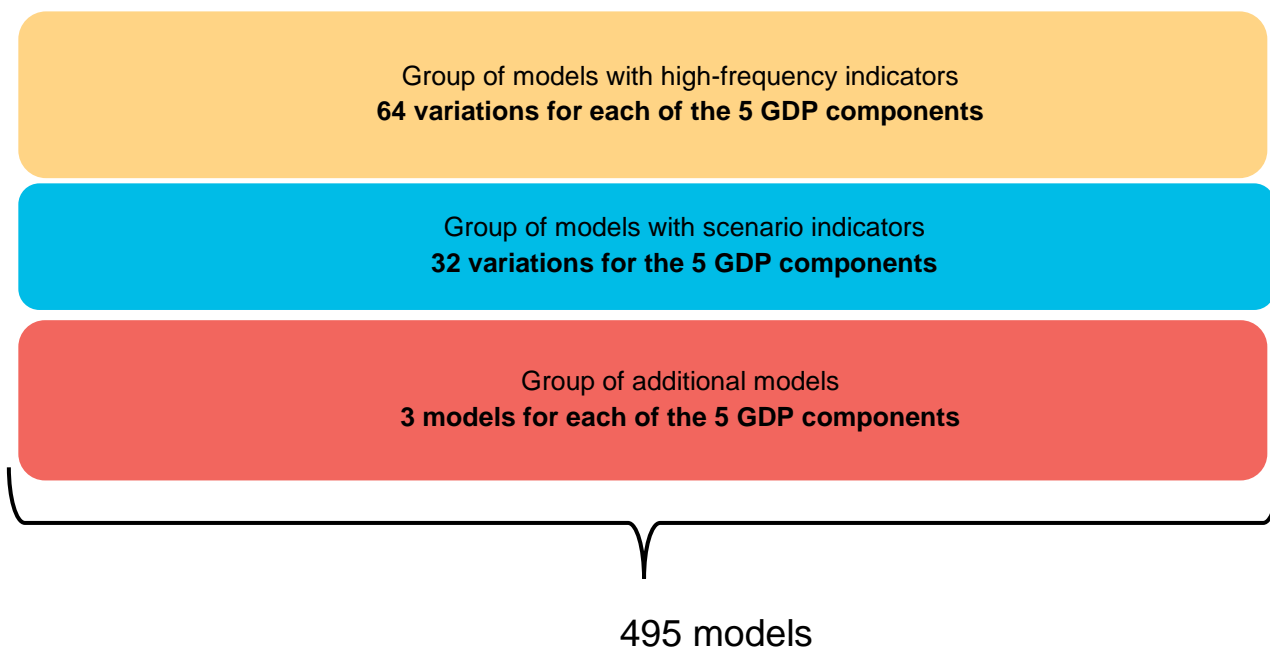 Group of models with high-frequency indicators
64 variations for each of the 5 GDP components
Group of models with scenario indicators
32 variations for the 5 GDP components
Group of additional models
3 models for each of the 5 GDP components
495 models